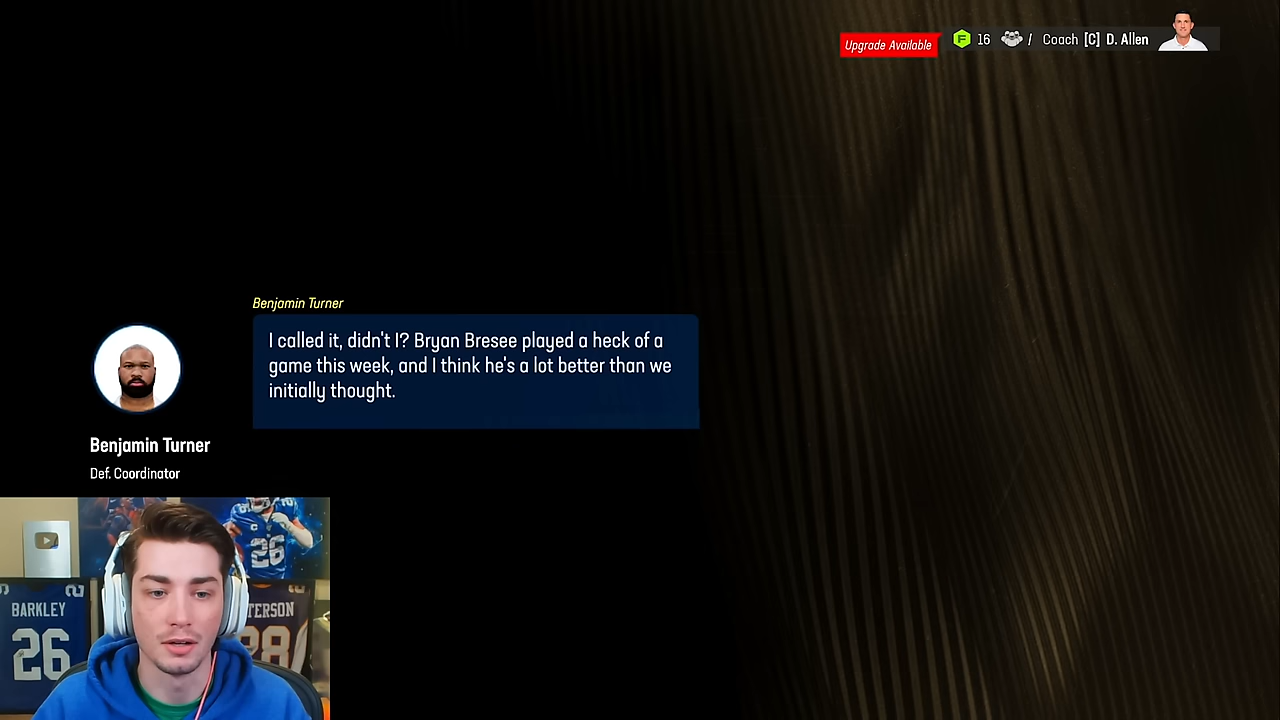 Upgrade Available
16 / Coach [C] D. Allen
Benjamin Turner
I called it, didn't I? Bryan Bresee played a heck of a
game this week, and I think he's a lot better than we
initially thought.
Benjamin Turner
Def. Coordinator
26
BARKLEY
26
TERSON
28